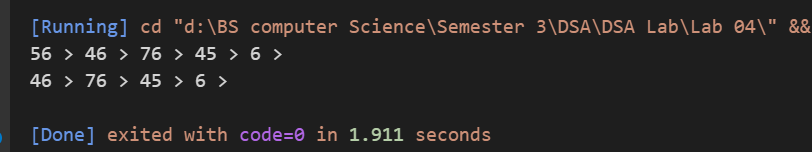 [Running] cd "d:\BS computer Science\Semester 3\DSA\DSA Lab\Lab 04\" &&
56 > 46 > 76 > 45 > 6 >
46 > 76 > 45 > 6 >
[Done] exited with code=0 in 1.911 seconds